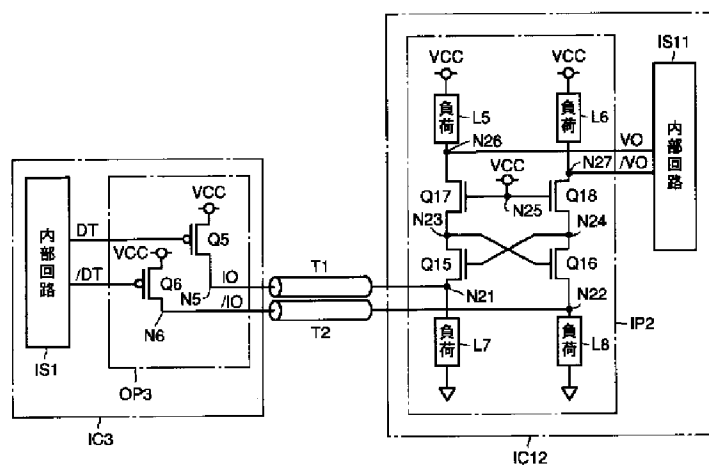 IS11
VCC
VCC
負荷
L5
負荷
L6
N26
VO
N27
/VO
内部回路
VCC
Q17
Q18
N25
N23
N24
Q15
Q16
N21
N22
負荷
L7
負荷
L8
IP2
IC12
VCC
DT
Q5
VCC
/DT
Q6
IO
N5
/IO
N6
T1
T2
内部回路
IS1
OP3
IC3